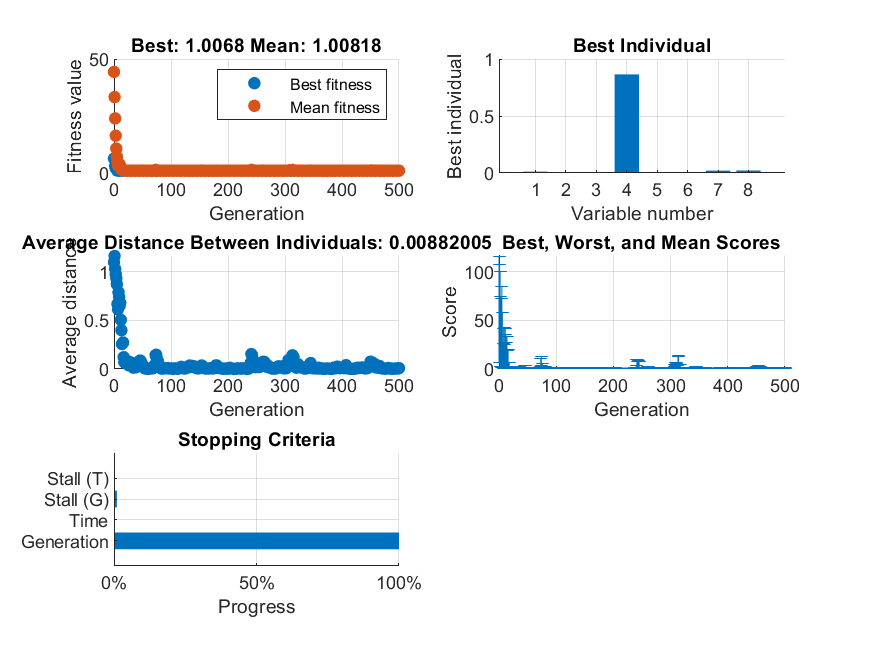 Best: 1.0068 Mean: 1.00818
Fitness value
50
0
Best fitness
Mean fitness
0 100 200 300 400 500
Generation
Best Individual
Best individual
1
0.5
0
1 2 3 4 5 6 7 8
Variable number
Average Distance Between Individuals: 0.00882005
Average distance
1
0.5
0
0 100 200 300 400 500
Generation
Best, Worst, and Mean Scores
Score
100
50
0
0 100 200 300 400 500
Generation
Stopping Criteria
Stall (T)
Stall (G)
Time
Generation
0% 50% 100%
Progress